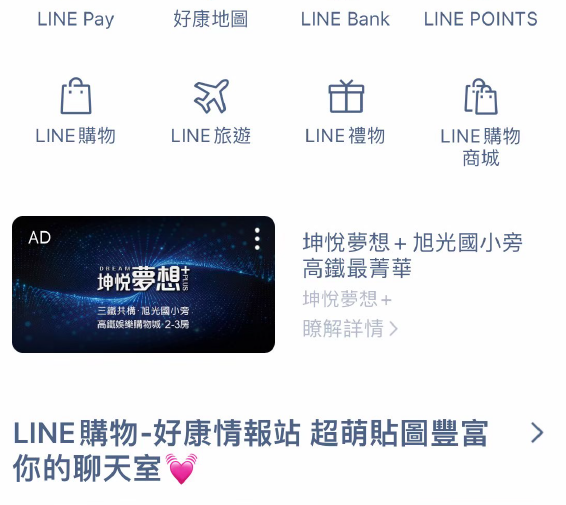 LINE Pay
好康地圖
LINE Bank
LINE POINTS
LINE購物
LINE旅遊
LINE禮物
LINE購物
商城
AD
DREAM
坤悅夢想+
PLUS
三鐵共構·旭光國小旁
高鐵娛樂購物城·2-3房
坤悅夢想+旭光國小旁
高鐵最菁華
坤悅夢想+
瞭解詳情
LINE購物-好康情報站 超萌貼圖豐富
你的聊天室💓